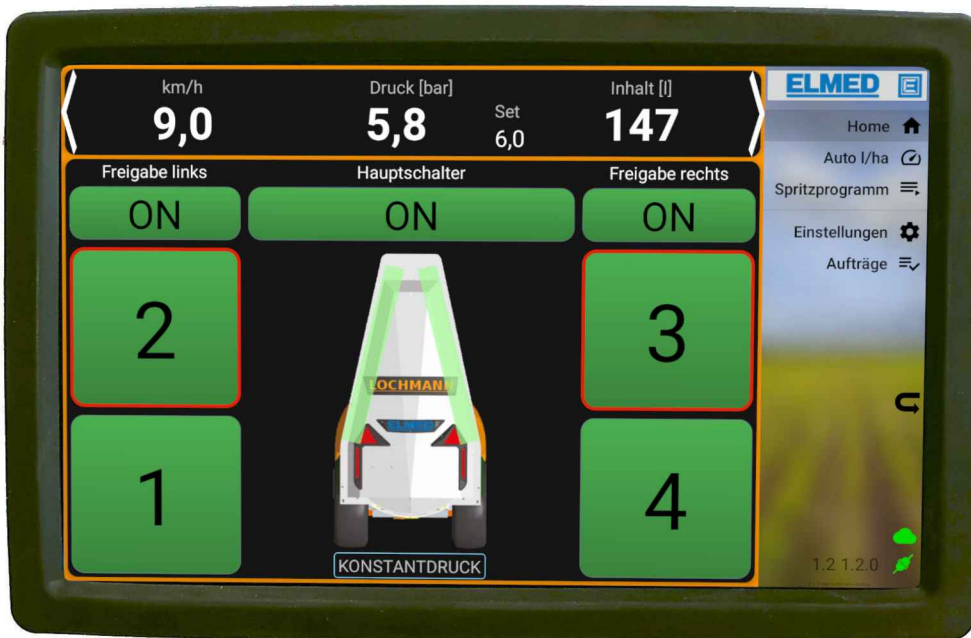 km/h
9,0
Druck [bar]
5,8
Set
6,0
Inhalt [l]
147
Freigabe links
Hauptschalter
Freigabe rechts
ON
ON
ON
2
3
LOCHMANN
ELMED
1
4
KONSTANTDRUCK
ELMED E
Home
Auto l/ha
Spritzprogramm
Einstellungen
Aufträge
1.2 1.2.0